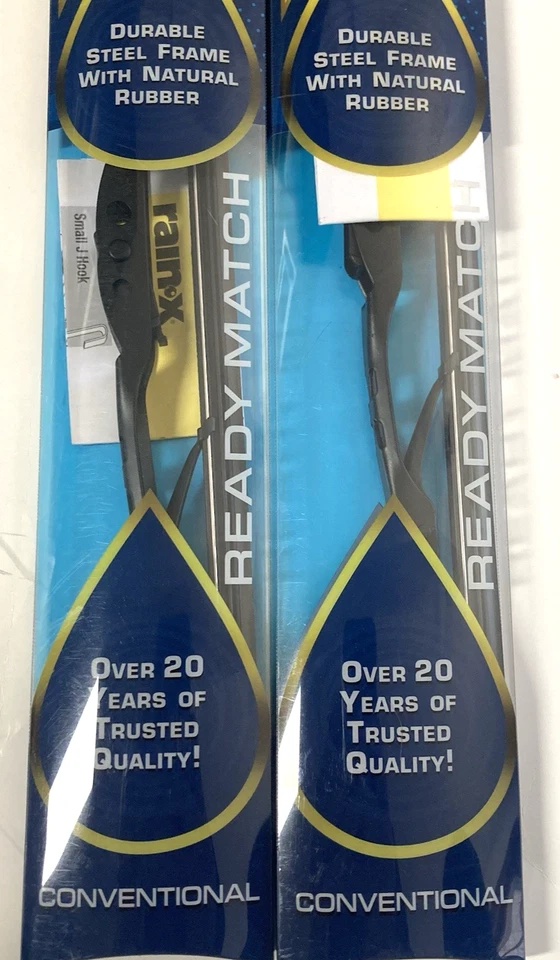 DURABLE
STEEL FRAME
WITH NATURAL
RUBBER
Small J Hook
rain-x
READY MATCH
OVER 20
YEARS OF
TRUSTED
QUALITY!
CONVENTIONAL
DURABLE
STEEL FRAME
WITH NATURAL
RUBBER
READY MATCH
OVER 20
YEARS OF
TRUSTED
QUALITY!
CONVENTIONAL